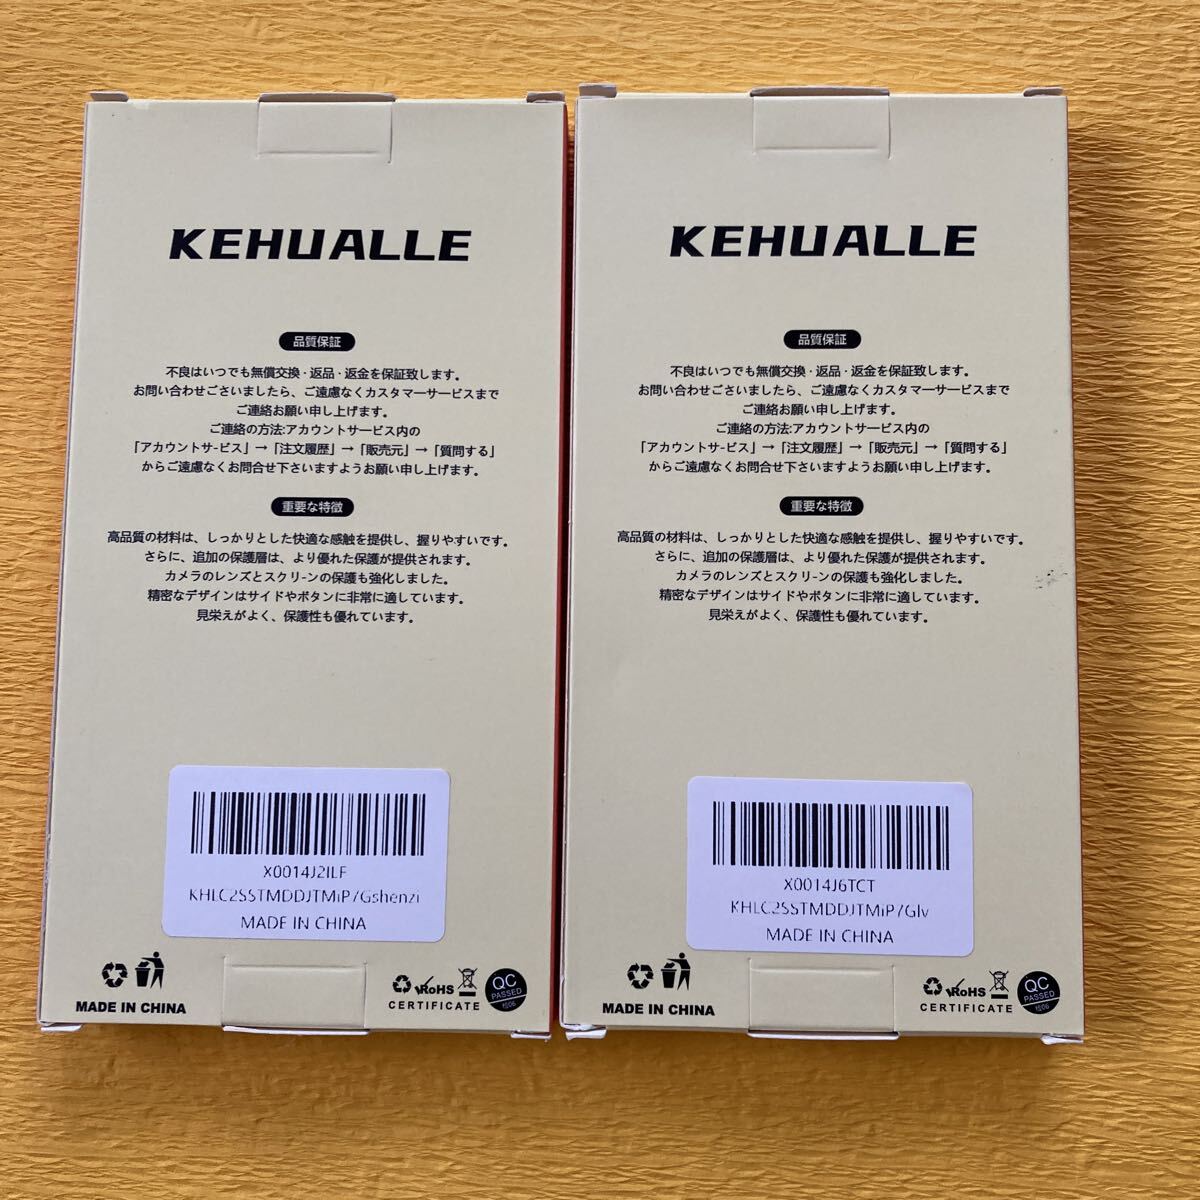 KEHUALLE
品質保証
不良はいつでも無償交換・返品・返金を保証致します。
お問い合わせございましたら、ご遠慮なくカスタマーサービスまで
ご連絡お願い申し上げます。
ご連絡の方法:アカウントサービス内の
「アカウントサ-ビス」→「注文履歴」→「販売元」→「質問する」
からご遠慮なくお問合せ下さいますようお願い申し上げます。
重要な特徴
高品質の材料は、しっかりとした快適な感触を提供し、握りやすいです。
さらに、追加の保護層は、より優れた保護が提供されます。
カメラのレンズとスクリ-ンの保護も強化しました。
精密なデザインはサイドやボタンに非常に適しています。
見栄えがよく、保護性も優れています。
X0014J2ILF
KHLC2SSTMDDJTMiP7Gshenzi
MADE IN CHINA
MADE IN CHINA
RoHS
CERTIFICATE
QC
PASSED
检06
KEHUALLE
品質保証
不良はいつでも無償交換・返品・返金を保証致します。
お問い合わせございましたら、ご遠慮なくカスタマーサービスまで
ご連絡お願い申し上げます。
ご連絡の方法:アカウントサービス内の
「アカウントサ-ビス」→「注文履歴」→「販売元」→「質問する」
からご遠慮なくお問合せ下さいますようお願い申し上げます。
重要な特徴
高品質の材料は、しっかりとした快適な感触を提供し、握りやすいです。
さらに、追加の保護層は、より優れた保護が提供されます。
カメラのレンズとスクリ-ンの保護も強化しました。
精密なデザインはサイドやボタンに非常に適しています。
見栄えがよく、保護性も優れています。
X0014J6TCT
KHLC2SSTMDDJTMiP7Glv
MADE IN CHINA
MADE IN CHINA
RoHS
CERTIFICATE
QC
PASSED
检06